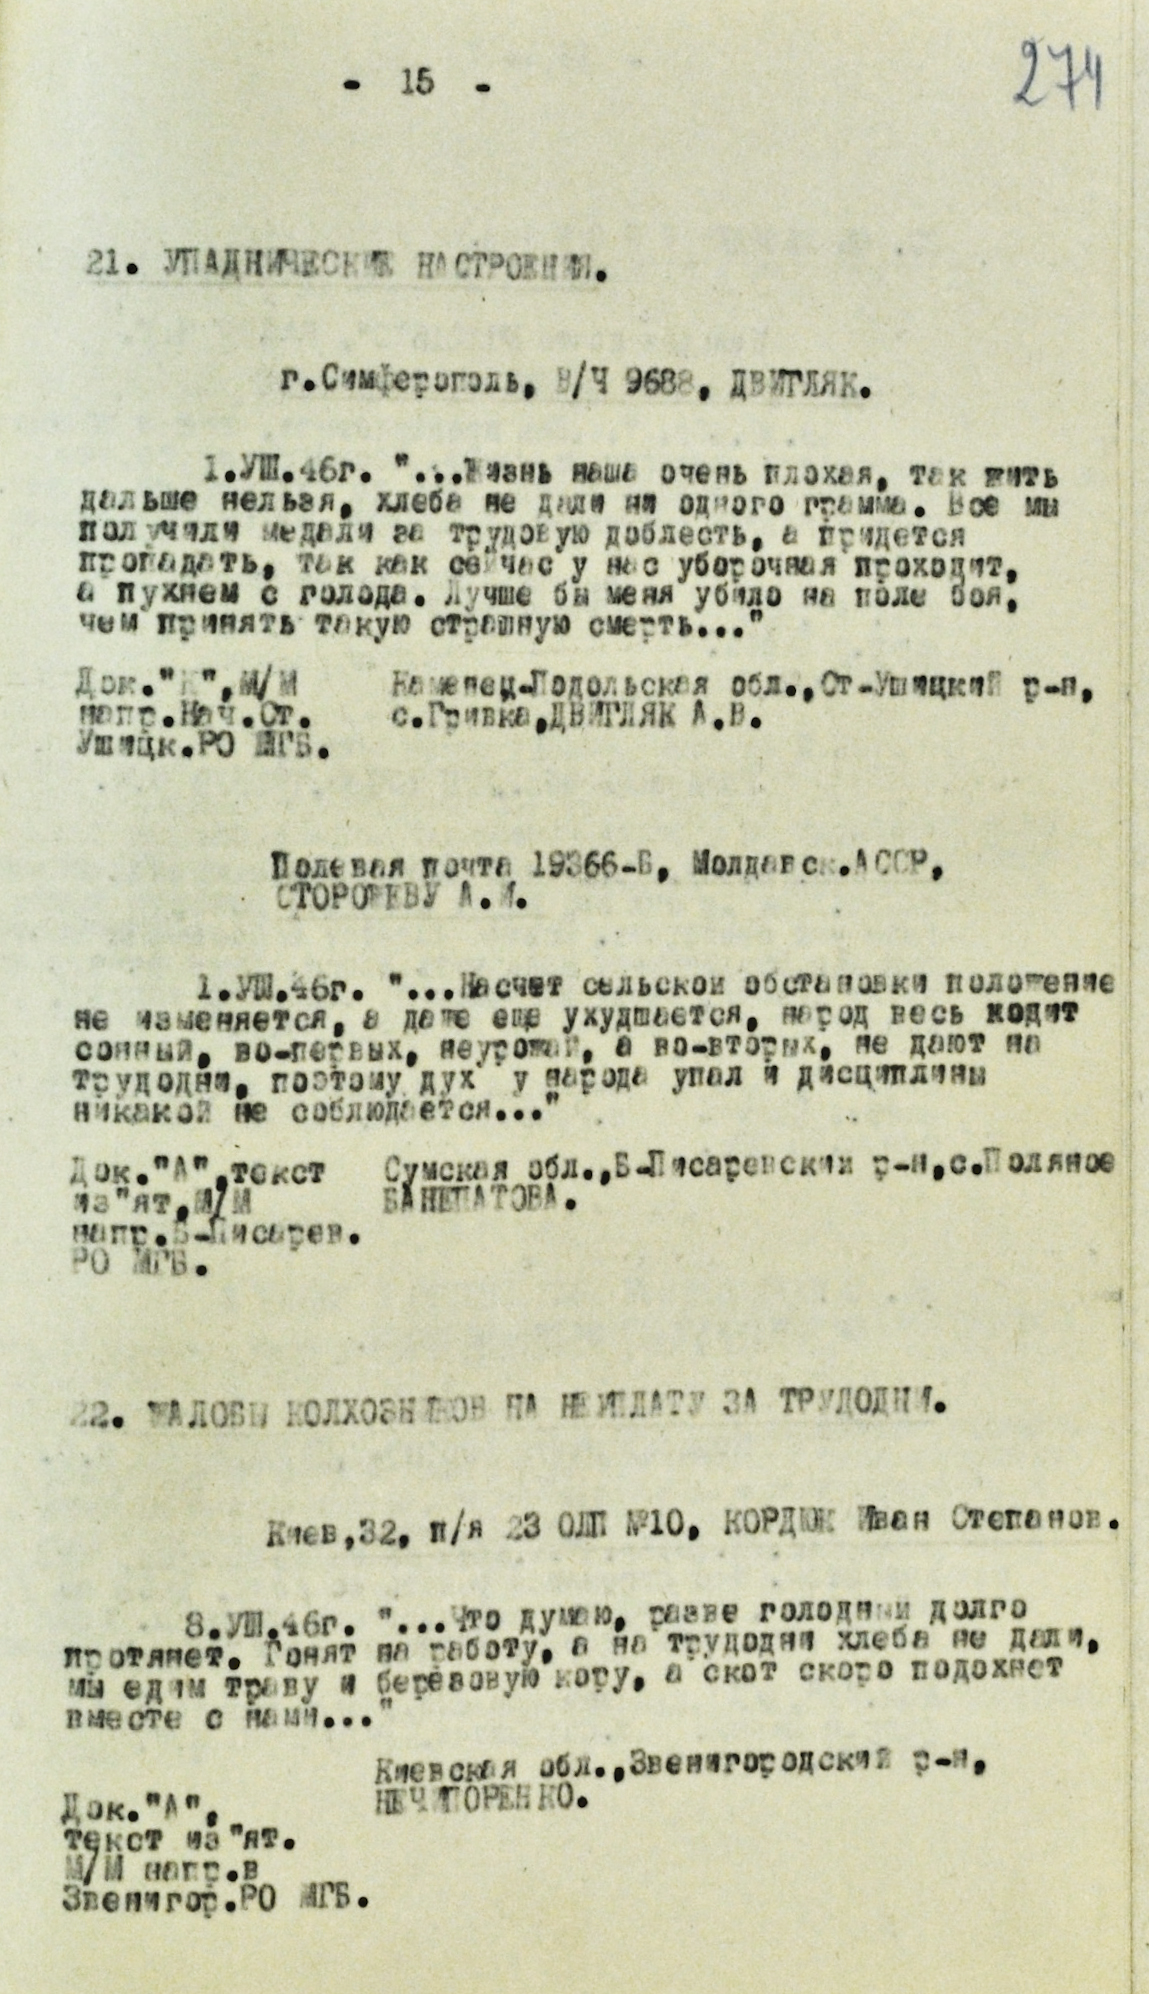 - 15 -
274
21. УПАДНИЧЕСКИЕ НАСТРОЕНИЯ.
г.Симферополь, В/Ч 9688, ДВИГЛЯК.
1.УШ.46г. "...Жизнь наша очень плохая, так жить
дальше нельзя, хлеба не дали ни одного грамма. Все мы
получили медали за трудовую доблесть, а придется
пропадать, так как сейчас у нас уборочная проходит,
а пухнем с голода. Лучше бы меня убило на поле боя,
чем принять такую страшную смерть..."
Док."К",М/М Каменец-Подольская обл.,Ст-Ушицкий р-н,
напр.Нач.Ст. с.Гривка,ДВИГЛЯК А.В.
Ушицк.РО МГБ.
Полевая почта 19366-Б, Молдавск.АССР,
СТОРОЖЕВУ А.И.
1.УШ.46г. "...Насчет сельской обстановки положение
не изменяется, а даже еще ухудшается, народ весь ходит
сонный, во-первых, неурожай, а во-вторых, не дают на
трудодни, поэтому дух у народа упал и дисциплины
никакой не соблюдается..."
Док."А",текст Сумская обл.,Б-Писаревский р-н,с.Поляное
из"ят,М/М БАНЕПАТОВА.
напр.Б-Писарев.
РО МГБ.
22. ЖАЛОБЫ КОЛХОЗНИКОВ НА НЕУПЛАТУ ЗА ТРУДОДНИ.
Киев,32, п/я 23 ОЛП №10, КОРДЮК Иван Степанов.
8.УШ.46г. "...Что думаю, разве голодный долго
протянет. Гонят на работу, а на трудодни хлеба не дали,
мы едим траву и березовую кору, а скот скоро подохнет
вместе с нами..."
Киевская обл.,Звенигородский р-н,
НЕЧИПОРЕНКО.
Док."А",
текст из"ят.
М/М напр.в
Звенигор.РО МГБ.